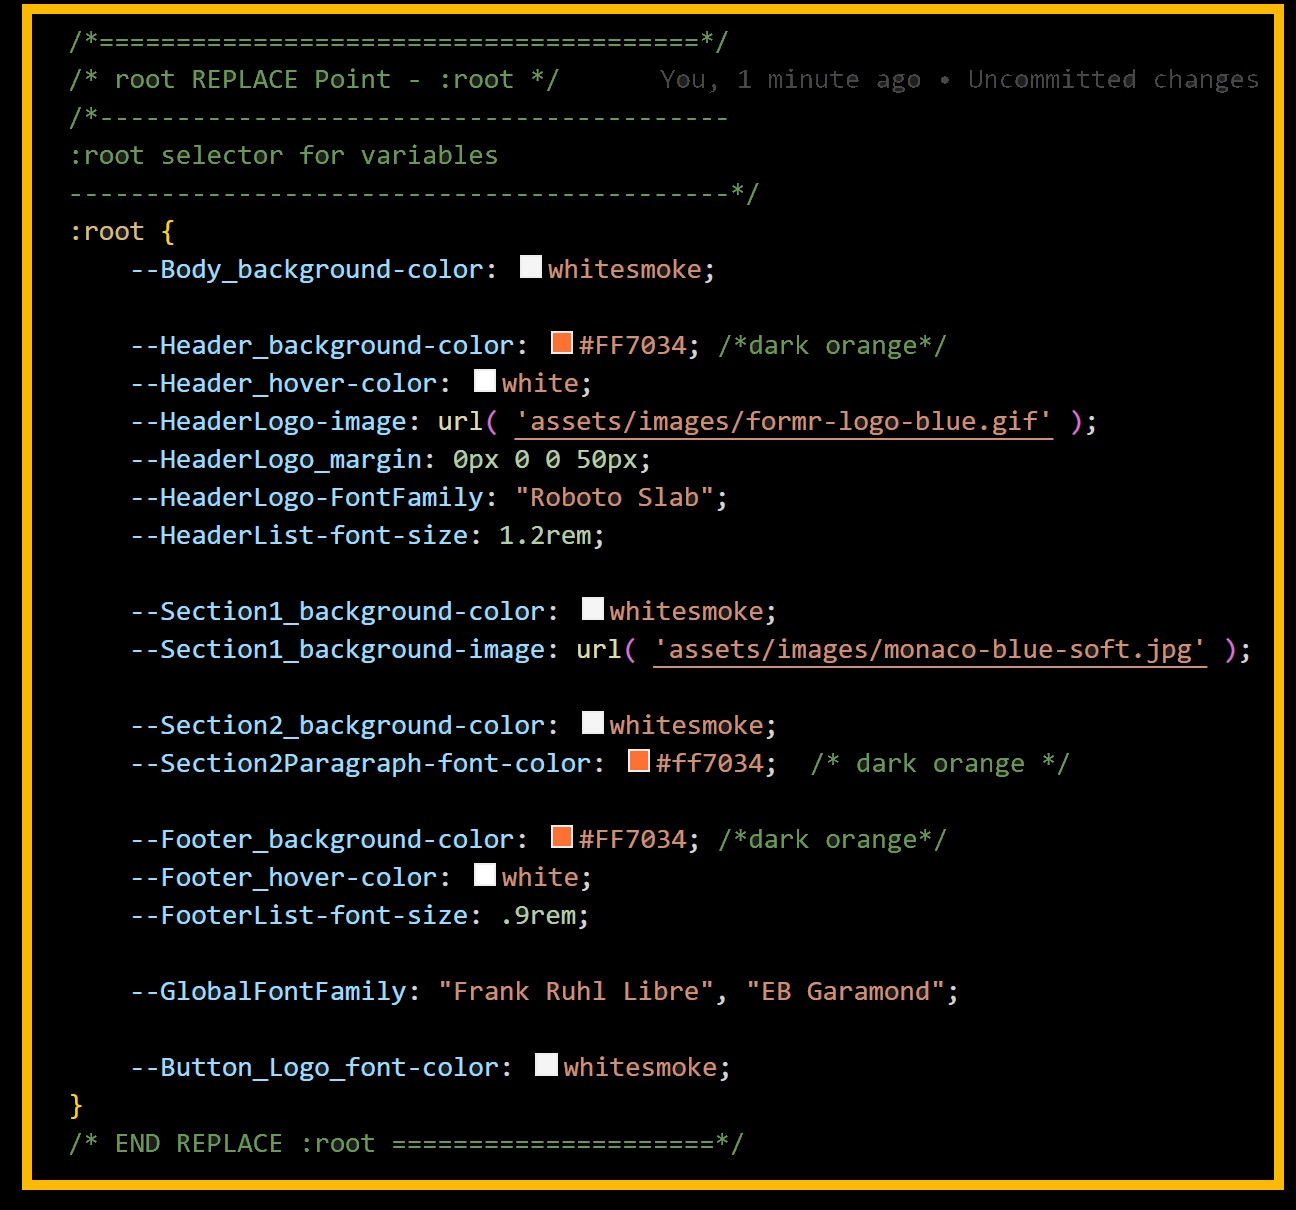 /*=======================================*/
/* root REPLACE Point - :root */ You, 1 minute ago • Uncommitted changes
/*-----------------------------------------
:root selector for variables
-------------------------------------------*/
:root {
--Body_background-color: whitesmoke;
--Header_background-color: #FF7034; /*dark orange*/
--Header_hover-color: white;
--HeaderLogo-image: url( 'assets/images/formr-logo-blue.gif' );
--HeaderLogo_margin: 0px 0 0 50px;
--HeaderLogo-FontFamily: "Roboto Slab";
--HeaderList-font-size: 1.2rem;
--Section1_background-color: whitesmoke;
--Section1_background-image: url( 'assets/images/monaco-blue-soft.jpg' );
--Section2_background-color: whitesmoke;
--Section2Paragraph-font-color: #ff7034; /* dark orange */
--Footer_background-color: #FF7034; /*dark orange*/
--Footer_hover-color: white;
--FooterList-font-size: .9rem;
--GlobalFontFamily: "Frank Ruhl Libre", "EB Garamond";
--Button_Logo_font-color: whitesmoke;
}
/* END REPLACE :root =====================*/